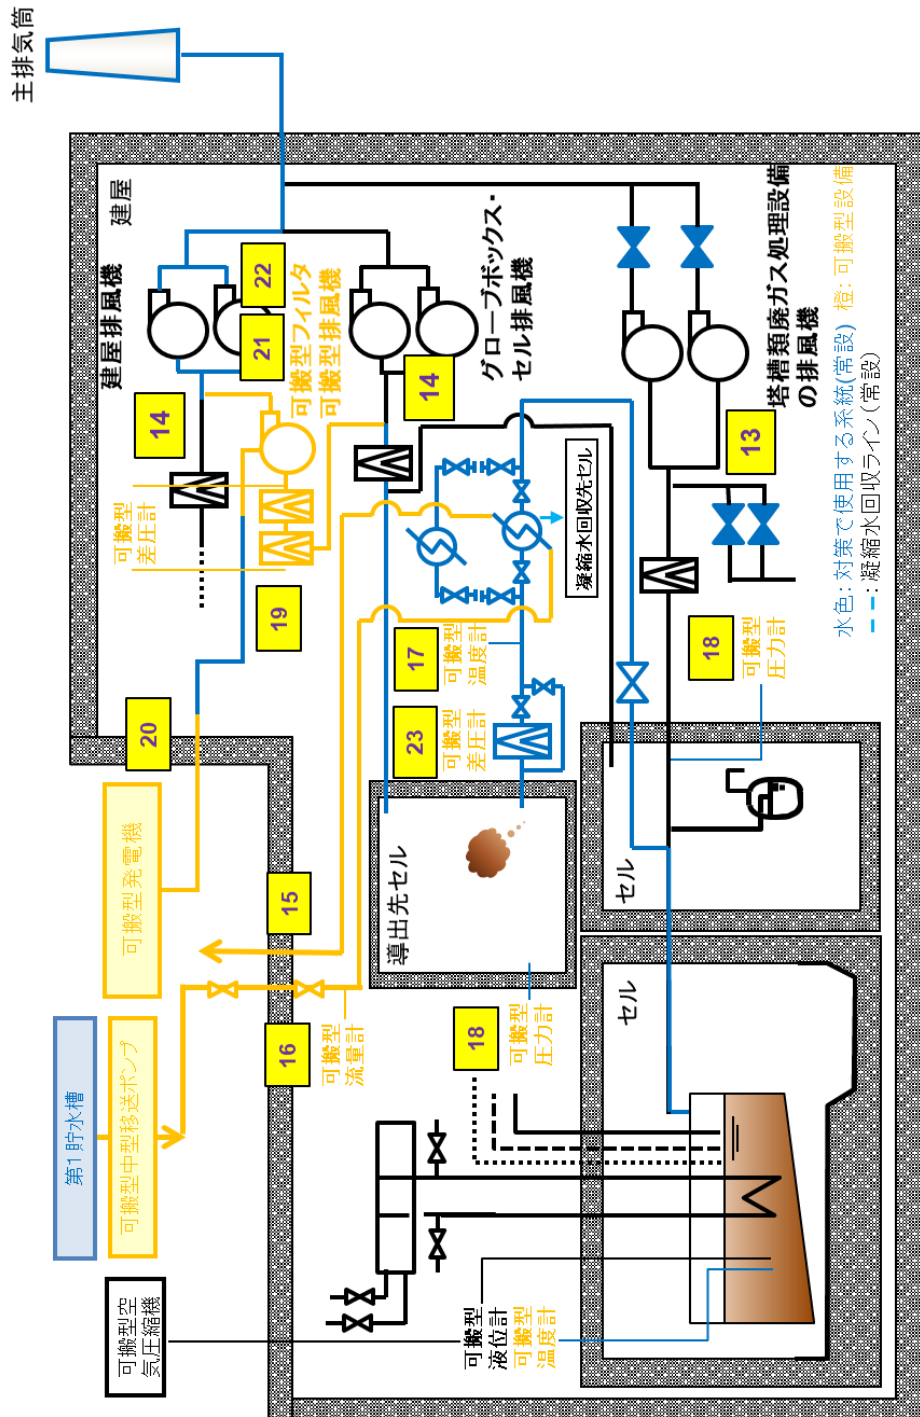 主排気筒
建屋
建屋排風機
22
21
可搬型フィルタ
可搬型排風機
14
グローブボックス・
セル排風機
14
塔槽類廃ガス処理設備
の排風機
13
可搬型
差圧計
19
20
凝縮水回収先セル
17
可搬型
温度計
23
可搬型
差圧計
18
可搬型
圧力計
水色：対策で使用する系統(常設) 橙：可搬型設備
：凝縮水回収ライン(常設)
可搬型発電機
15
導出先セル
セル
セル
第1貯水槽
可搬型中型移送ポンプ
16
可搬型
流量計
18
可搬型
圧力計
可搬型空
気圧縮機
可搬型
液位計
可搬型
温度計